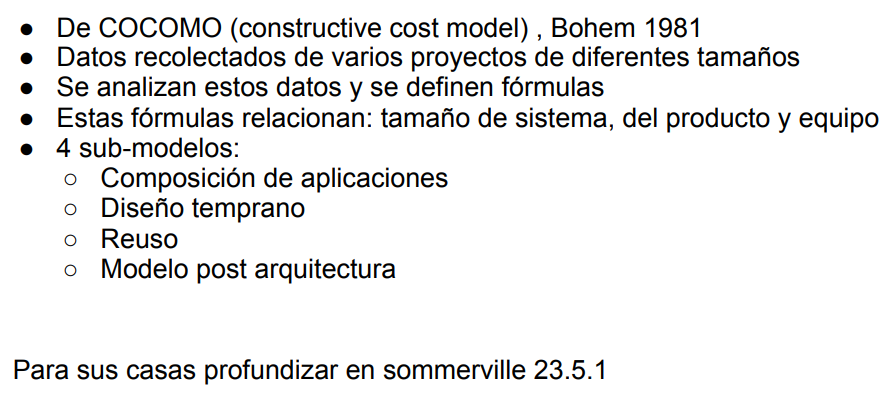 ● De COCOMO (constructive cost model) , Bohem 1981
● Datos recolectados de varios proyectos de diferentes tamaños
● Se analizan estos datos y se definen fórmulas
● Estas fórmulas relacionan: tamaño de sistema, del producto y equipo
● 4 sub-modelos:
○ Composición de aplicaciones
○ Diseño temprano
○ Reuso
○ Modelo post arquitectura
Para sus casas profundizar en sommerville 23.5.1